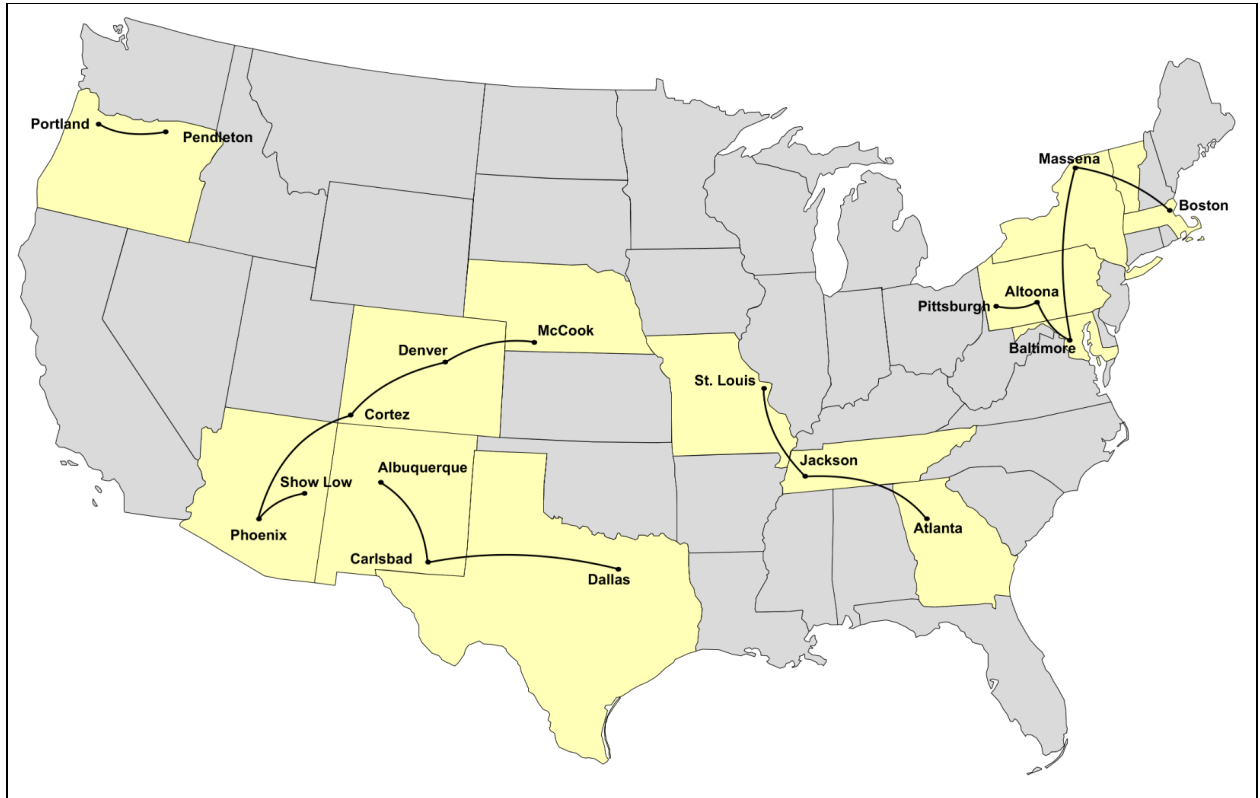 Portland
Pendleton
Massena
Boston
Altoona
Pittsburgh
Baltimore
McCook
Denver
St. Louis
Cortez
Jackson
Albuquerque
Show Low
Atlanta
Phoenix
Carlsbad
Dallas